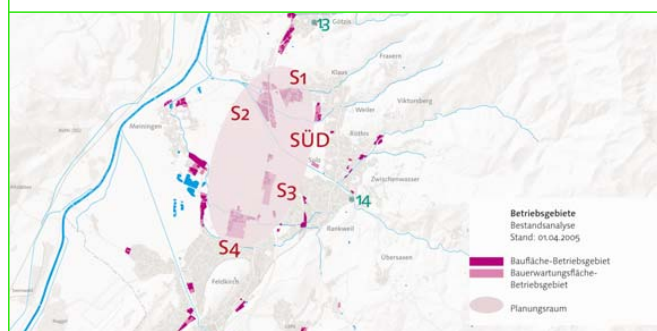 13
Götzis
S1
Klaus
Fraxern
S2
Weiler
Viktorsberg
Meiningen
SÜD
Röthis
Sulz
Zwischenwasser
S3
14
Rankweil
S4
Übersaxen
Feldkirch
Betriebsgebiete
Bestandsanalyse
Stand: 01.04.2005
Baufläche-Betriebsgebiet
Bauerwartungsfläche-
Betriebsgebiet
Planungsraum